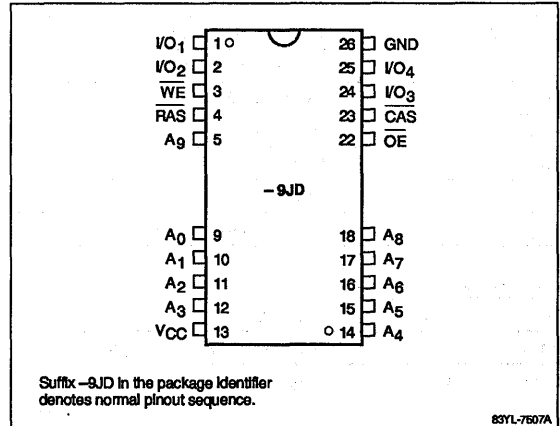 I/O1 1 26 GND
I/O2 2 25 I/O4
WE 3 24 I/O3
RAS 4 23 CAS
A9 5 22 OE
–9JD
A0 9 18 A8
A1 10 17 A7
A2 11 16 A6
A3 12 15 A5
VCC 13 14 A4
Suffix –9JD in the package identifier
denotes normal pinout sequence.
83YL-7507A